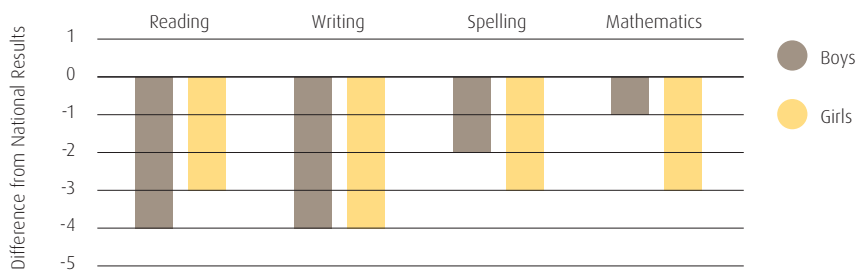 Reading Writing Spelling Mathematics
Difference from National Results
1
0
-1
-2
-3
-4
-5
Boys
Girls